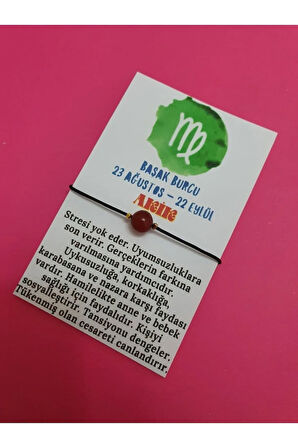 BAŞAK BURCU
23 AĞUSTOS – 22 EYLÜL
AKİK
Stresi yok eder. Uyumsuzluklara
son verir. Gerçeklerin farkına
varılmasına yardımcıdır.
Uykusuzluğa, korkaklığa,
karabasana ve nazara karşı faydası
vardır. Hamilelikte anne ve bebek
sağlığı için faydalıdır. Kişiyi
sosyalleştirir. Tansiyonu dengeler.
Tükenmiş olan cesareti canlandırır.